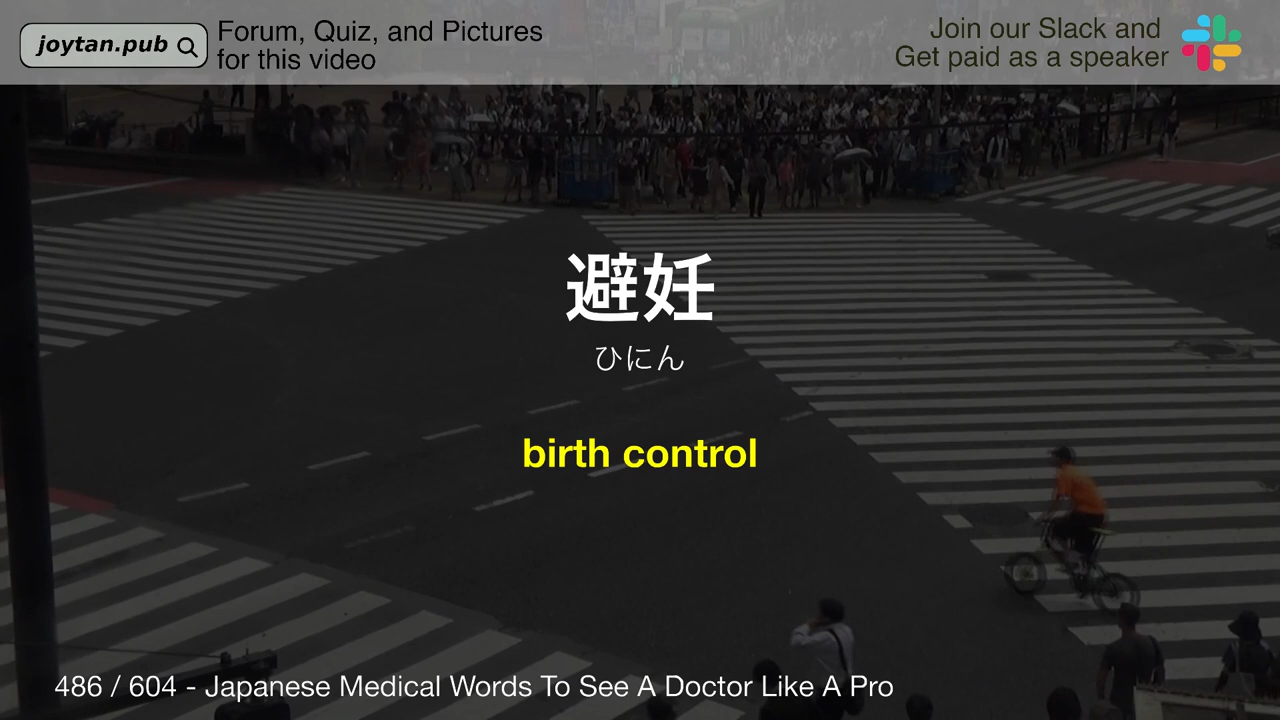 joytan.pub
Forum, Quiz, and Pictures
for this video
Join our Slack and
Get paid as a speaker
避妊
ひにん
birth control
486 / 604 - Japanese Medical Words To See A Doctor Like A Pro